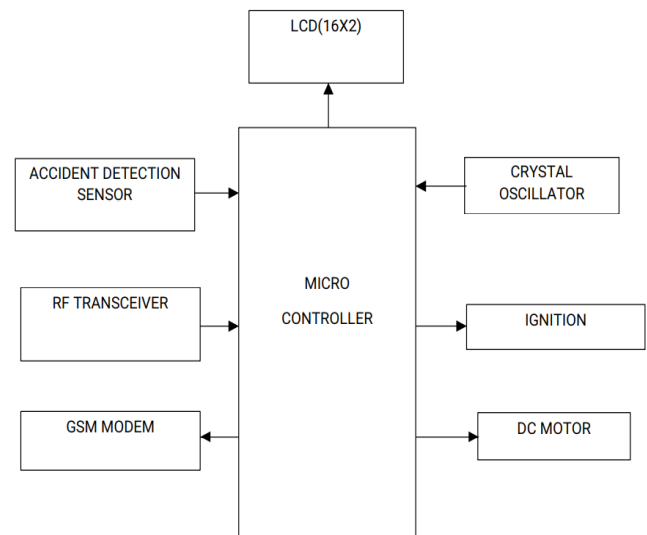 LCD(16X2)
ACCIDENT DETECTION
SENSOR
CRYSTAL
OSCILLATOR
RF TRANSCEIVER
MICRO
CONTROLLER
IGNITION
GSM MODEM
DC MOTOR